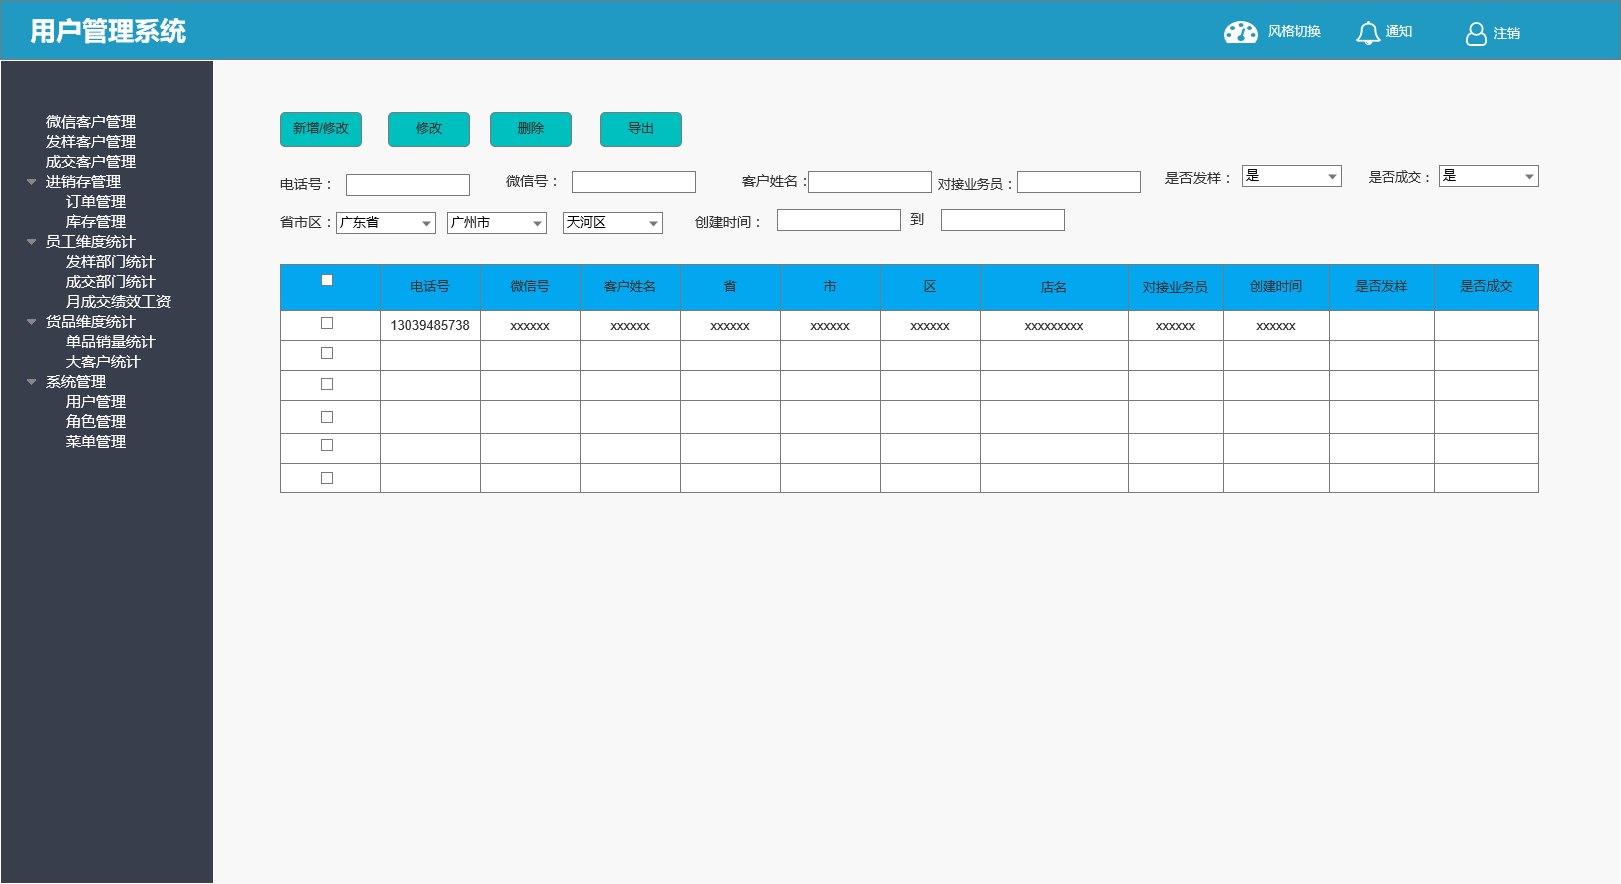 用户管理系统
风格切换
通知
注销
微信客户管理
发样客户管理
成交客户管理
进销存管理
订单管理
库存管理
员工维度统计
发样部门统计
成交部门统计
月成交绩效工资
货品维度统计
单品销量统计
大客户统计
系统管理
用户管理
角色管理
菜单管理
新增/修改 修改 删除 导出
电话号： 微信号： 客户姓名： 对接业务员： 是否发样： 是 是否成交： 是
省市区： 广东省 广州市 天河区 创建时间： 到
电话号 微信号 客户姓名 省 市 区 店名 对接业务员 创建时间 是否发样 是否成交
13039485738 xxxxxx xxxxxx xxxxxx xxxxxx xxxxxx xxxxxxxxx xxxxxx xxxxxx